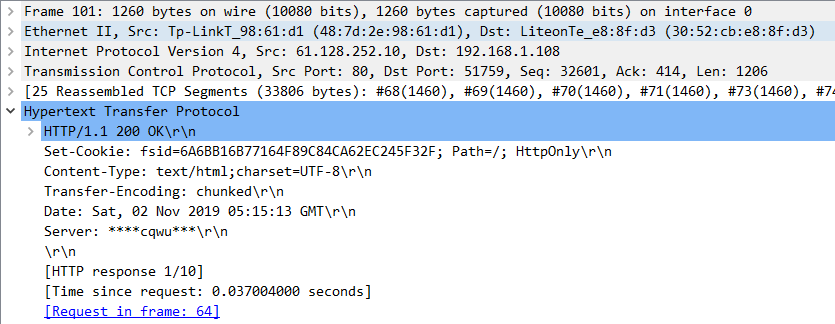 Frame 101: 1260 bytes on wire (10080 bits), 1260 bytes captured (10080 bits) on interface 0
Ethernet II, Src: Tp-LinkT_98:61:d1 (48:7d:2e:98:61:d1), Dst: LiteonTe_e8:8f:d3 (30:52:cb:e8:8f:d3)
Internet Protocol Version 4, Src: 61.128.252.10, Dst: 192.168.1.108
Transmission Control Protocol, Src Port: 80, Dst Port: 51759, Seq: 32601, Ack: 414, Len: 1206
[25 Reassembled TCP Segments (33806 bytes): #68(1460), #69(1460), #70(1460), #71(1460), #73(1460), #74
Hypertext Transfer Protocol
HTTP/1.1 200 OK\r\n
Set-Cookie: fsid=6A6BB16B77164F89C84CA62EC245F32F; Path=/; HttpOnly\r\n
Content-Type: text/html;charset=UTF-8\r\n
Transfer-Encoding: chunked\r\n
Date: Sat, 02 Nov 2019 05:15:13 GMT\r\n
Server: ****cqwu***\r\n
\r\n
[HTTP response 1/10]
[Time since request: 0.037004000 seconds]
[Request in frame: 64]